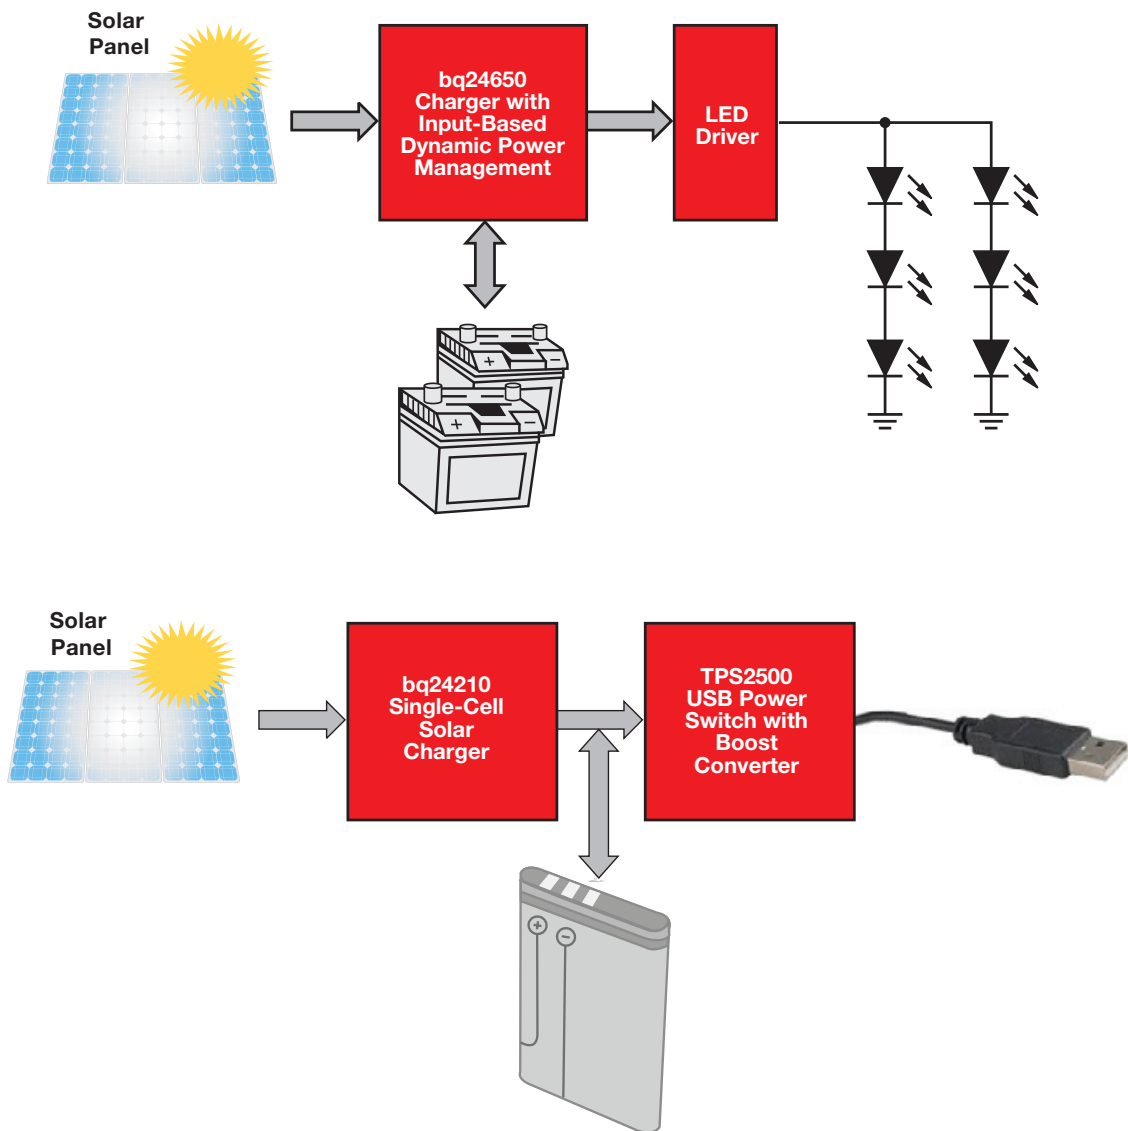 Solar
Panel
bq24650
Charger with
Input-Based
Dynamic Power
Management
LED
Driver
+
−
+
−
Solar
Panel
bq24210
Single-Cell
Solar
Charger
TPS2500
USB Power
Switch with
Boost
Converter
+
−